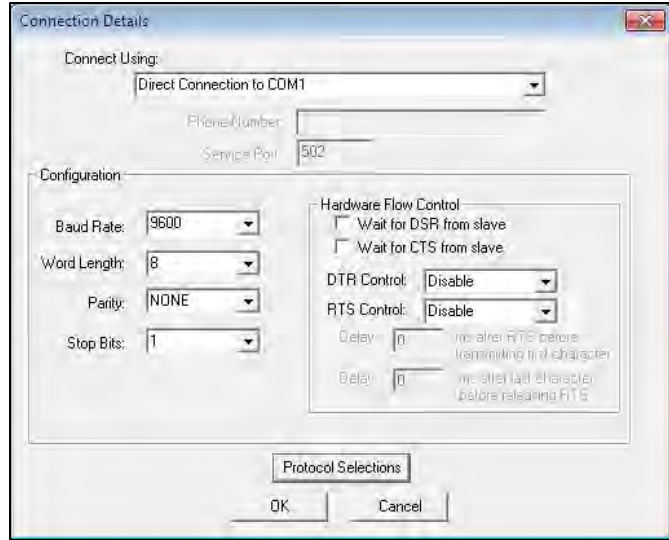 Connection Details
Connect Using:
Direct Connection to COM1
Phone Number
Service Port
502
Configuration
Baud Rate: 9600
Word Length: 8
Parity: NONE
Stop Bits: 1
Hardware Flow Control
Wait for DSR from slave
Wait for CTS from slave
DTR Control: Disable
RTS Control: Disable
Delay 0 ms after RTS before
transmitting first character
Delay 0 ms after last character
before releasing RTS
Protocol Selections
OK Cancel